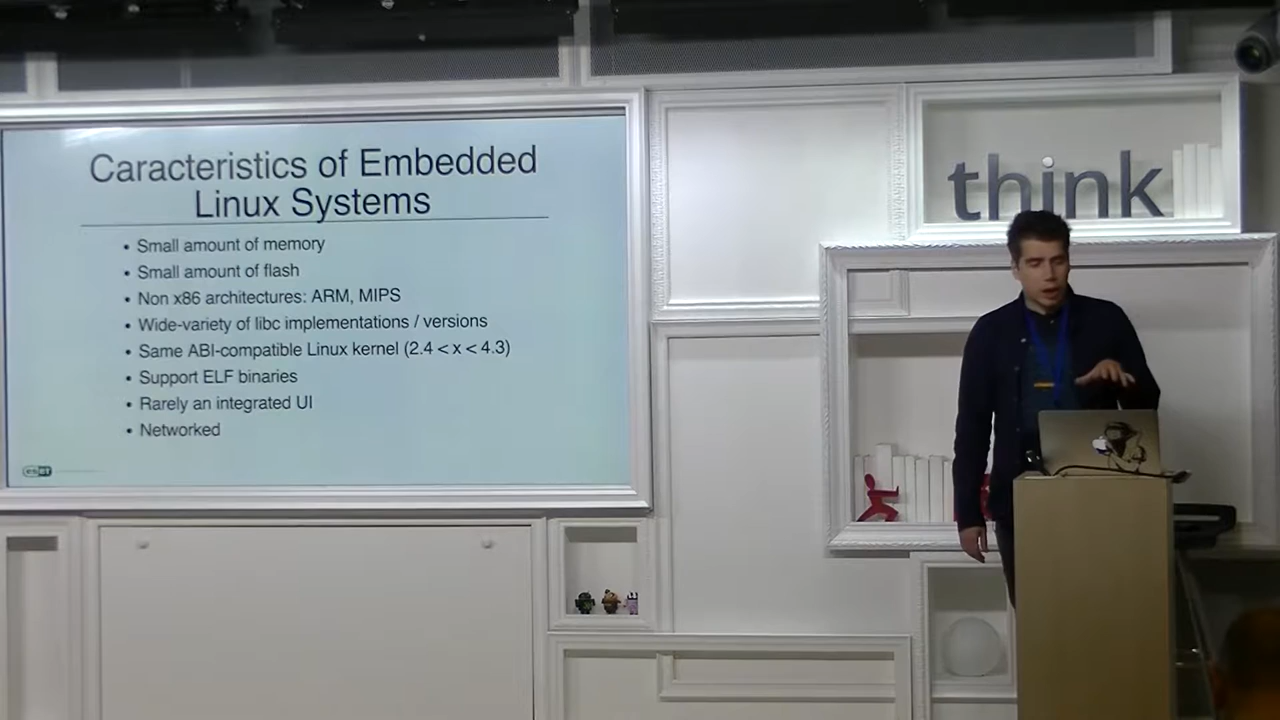 Caracteristics of Embedded
Linux Systems
• Small amount of memory
• Small amount of flash
• Non x86 architectures: ARM, MIPS
• Wide-variety of libc implementations / versions
• Same ABI-compatible Linux kernel (2.4 < x < 4.3)
• Support ELF binaries
• Rarely an integrated UI
• Networked
eset
think